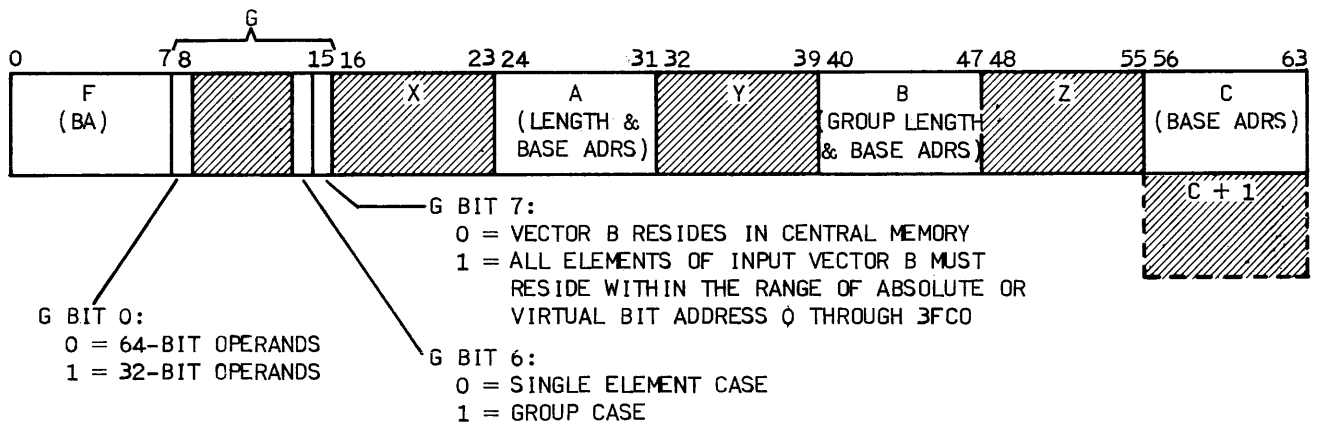 G
0 7 8 15 16 23 24 31 32 39 40 47 48 55 56 63
F X A Y B Z C
(BA) (LENGTH & (GROUP LENGTH (BASE ADRS)
BASE ADRS) & BASE ADRS)
C + 1
G BIT 7:
0 = VECTOR B RESIDES IN CENTRAL MEMORY
1 = ALL ELEMENTS OF INPUT VECTOR B MUST
RESIDE WITHIN THE RANGE OF ABSOLUTE OR
VIRTUAL BIT ADDRESS 0 THROUGH 3FC0
G BIT 0:
0 = 64-BIT OPERANDS
1 = 32-BIT OPERANDS
G BIT 6:
0 = SINGLE ELEMENT CASE
1 = GROUP CASE